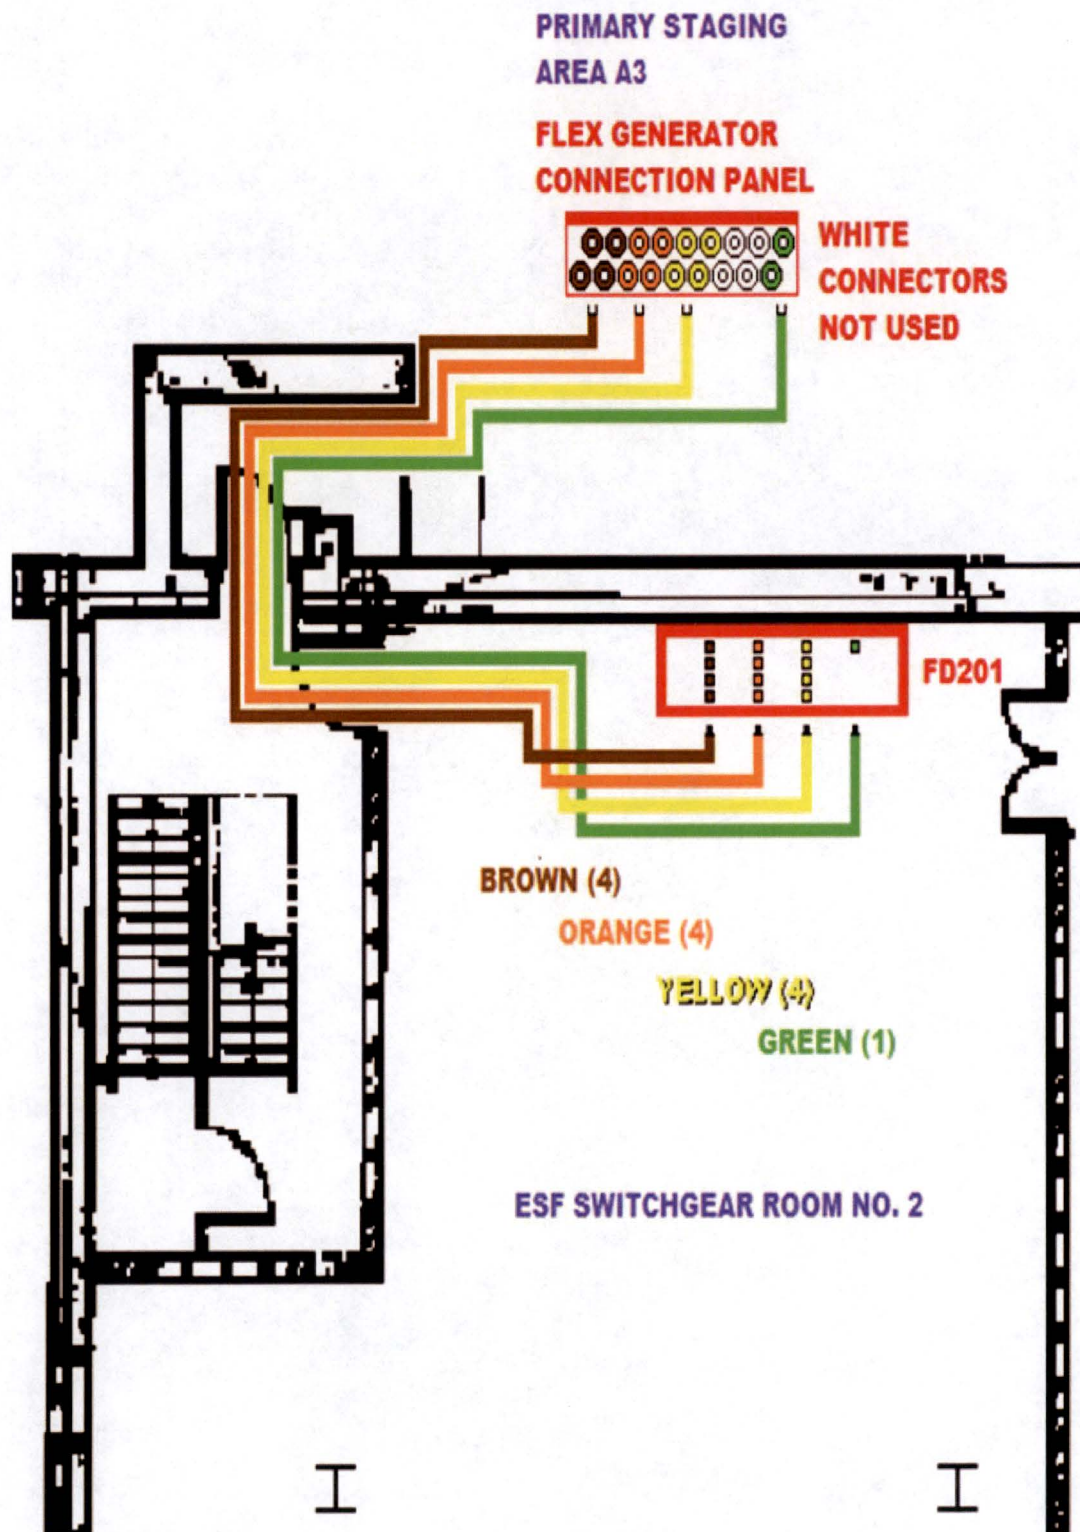 PRIMARY STAGING
AREA A3
FLEX GENERATOR
CONNECTION PANEL
WHITE
CONNECTORS
NOT USED
FD201
BROWN (4)
ORANGE (4)
YELLOW (4)
GREEN (1)
ESF SWITCHGEAR ROOM NO. 2